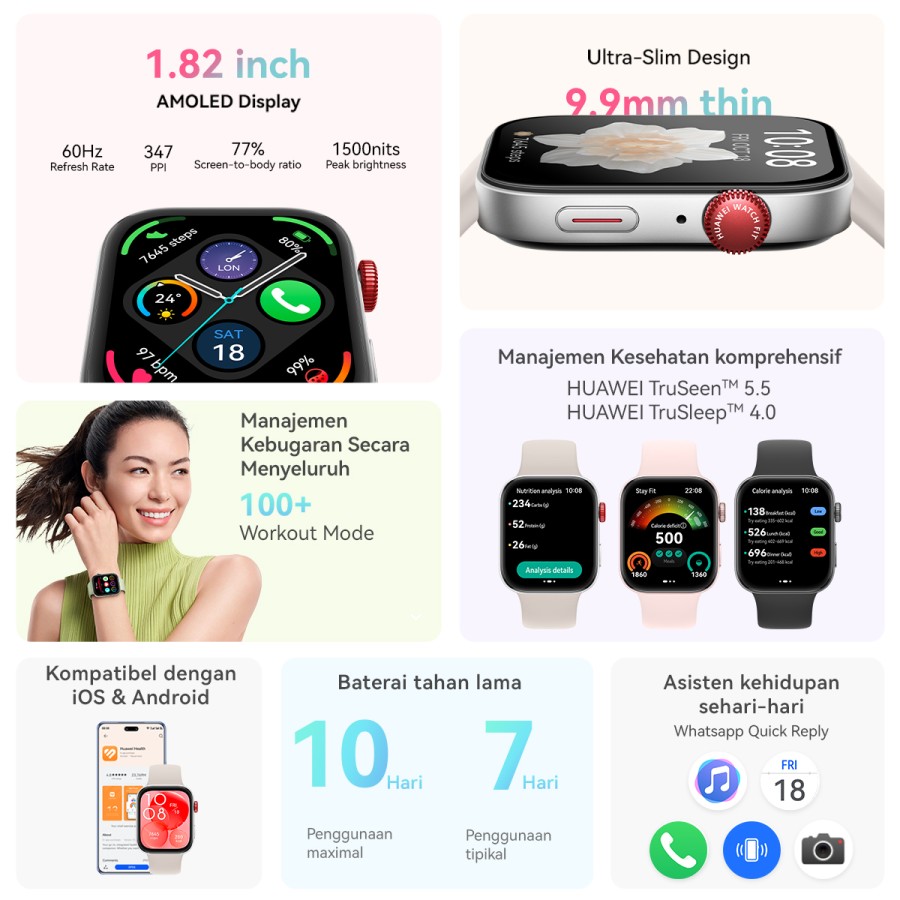 1.82 inch
AMOLED Display
60Hz
Refresh Rate
347
PPI
77%
Screen-to-body ratio
1500nits
Peak brightness
7645 steps
80%
LON
24°
SAT
18
97 bpm
99%
Ultra-Slim Design
9.9mm thin
7645 steps
FRI OCT 18
10:08
HUAWEI WATCH FIT
Manajemen Kesehatan komprehensif
HUAWEI TruSeen™ 5.5
HUAWEI TruSleep™ 4.0
Nutrition analysis 10:08
234 Carbs (g)
52 Protein (g)
26 Fat (g)
Analysis details
Stay Fit 22:08
Calorie deficit
500
1860
1360
Calorie analysis 10:08
138 Breakfast (kcal)
Low
526 Lunch (kcal)
Good
696 Dinner (kcal)
High
Manajemen
Kebugaran Secara
Menyeluruh
100+
Workout Mode
Kompatibel dengan
iOS & Android
Huawei Health
Baterai tahan lama
10 Hari
Penggunaan
maximal
7 Hari
Penggunaan
tipikal
Asisten kehidupan
sehari-hari
Whatsapp Quick Reply
FRI
18